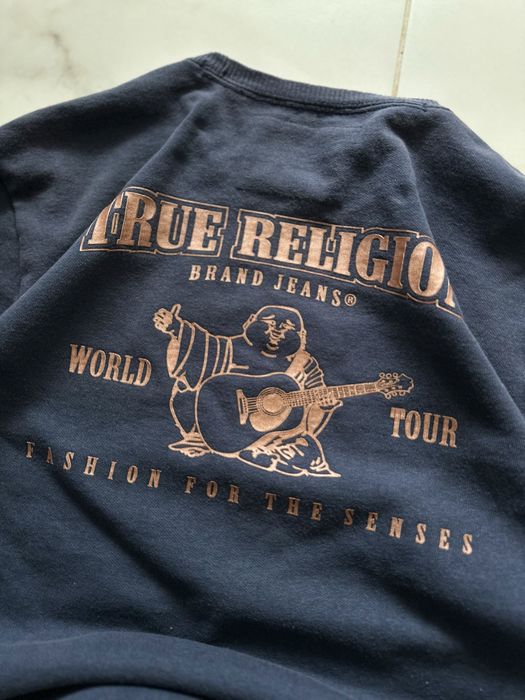 TRUE RELIGION
BRAND JEANS®
WORLD TOUR
FASHION FOR THE SENSES